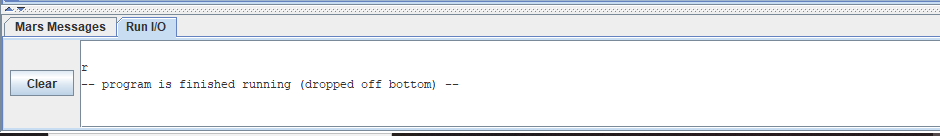 Mars Messages Run I/O
r
Clear
-- program is finished running (dropped off bottom) --